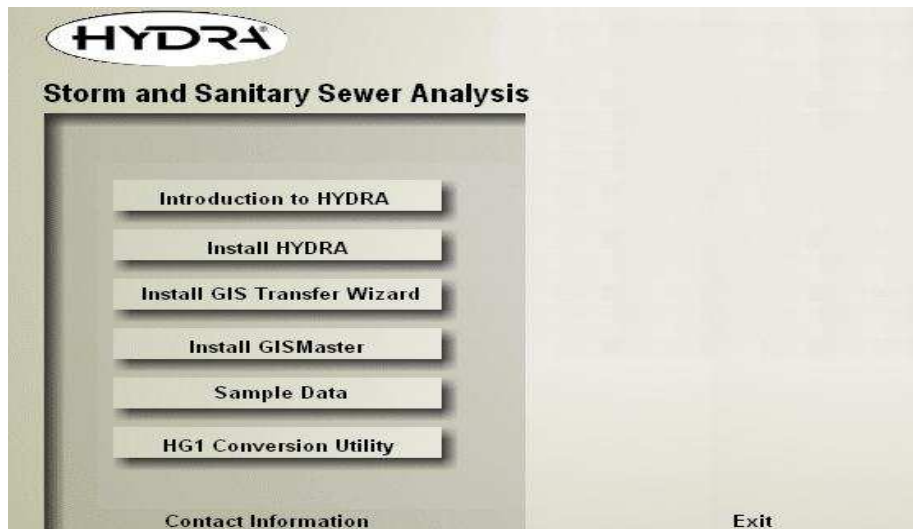 HYDRA®
Storm and Sanitary Sewer Analysis
Introduction to HYDRA
Install HYDRA
Install GIS Transfer Wizard
Install GISMaster
Sample Data
HG1 Conversion Utility
Contact Information
Exit